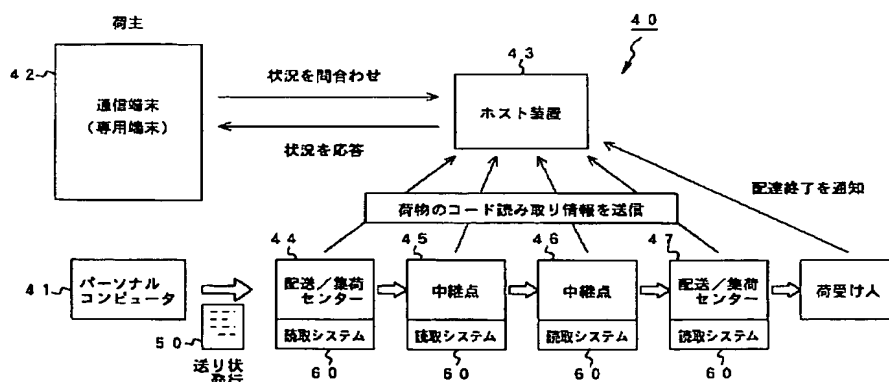 荷主
40
42
43
状況を問合わせ
通信端末
(専用端末)
ホスト装置
状況を応答
配達終了を通知
荷物のコード読み取り情報を送信
44
45
46
47
41
パーソナル
コンピュータ
配送/集荷
センター
中継点
中継点
配送/集荷
センター
荷受け人
読取システム
読取システム
読取システム
読取システム
50
送り状
発行
60
60
60
60